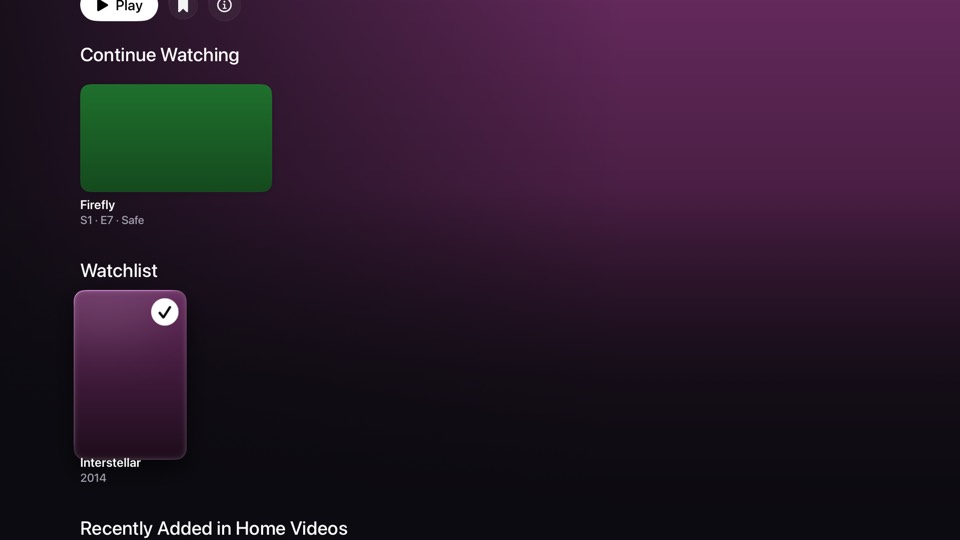 Play
Continue Watching
Firefly
S1 · E7 · Safe
Watchlist
Interstellar
2014
Recently Added in Home Videos